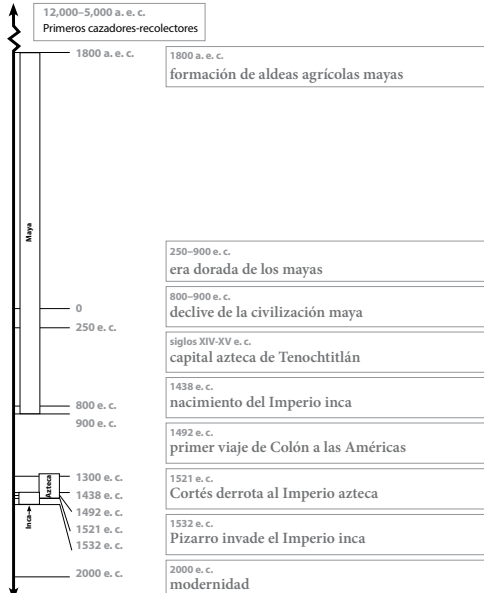 12,000–5,000 a. e. c.
Primeros cazadores-recolectores
1800 a. e. c.
1800 a. e. c.
formación de aldeas agrícolas mayas
Maya
250–900 e. c.
era dorada de los mayas
0
800–900 e. c.
declive de la civilización maya
250 e. c.
siglos XIV-XV e. c.
capital azteca de Tenochtitlán
1438 e. c.
nacimiento del Imperio inca
800 e. c.
900 e. c.
1492 e. c.
primer viaje de Colón a las Américas
1300 e. c.
Azteca
1438 e. c.
1492 e. c.
1521 e. c.
1532 e. c.
Inca
1521 e. c.
Cortés derrota al Imperio azteca
1532 e. c.
Pizarro invade el Imperio inca
2000 e. c.
2000 e. c.
modernidad